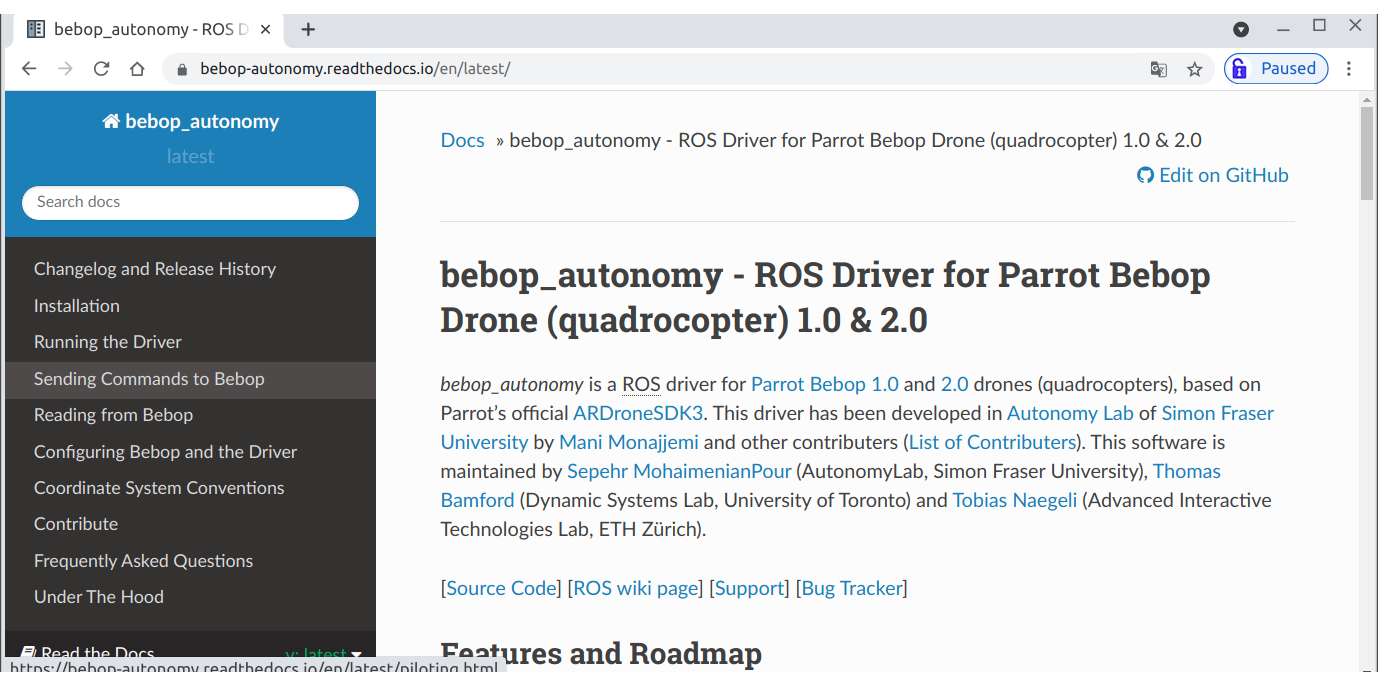 bebop_autonomy - ROS D
bebop-autonomy.readthedocs.io/en/latest/
Paused
bebop_autonomy
latest
Search docs
Changelog and Release History
Installation
Running the Driver
Sending Commands to Bebop
Reading from Bebop
Configuring Bebop and the Driver
Coordinate System Conventions
Contribute
Frequently Asked Questions
Under The Hood
Read the Docs
v: latest
https://bebop-autonomy.readthedocs.io/en/latest/piloting.html
Docs » bebop_autonomy - ROS Driver for Parrot Bebop Drone (quadrocopter) 1.0 & 2.0
Edit on GitHub
bebop_autonomy - ROS Driver for Parrot Bebop
Drone (quadrocopter) 1.0 & 2.0
bebop_autonomy is a ROS driver for Parrot Bebop 1.0 and 2.0 drones (quadrocopters), based on
Parrot’s official ARDroneSDK3. This driver has been developed in Autonomy Lab of Simon Fraser
University by Mani Monajjemi and other contributers (List of Contributers). This software is
maintained by Sepehr MohaimenianPour (AutonomyLab, Simon Fraser University), Thomas
Bamford (Dynamic Systems Lab, University of Toronto) and Tobias Naegeli (Advanced Interactive
Technologies Lab, ETH Zürich).
[Source Code] [ROS wiki page] [Support] [Bug Tracker]
Features and Roadmap